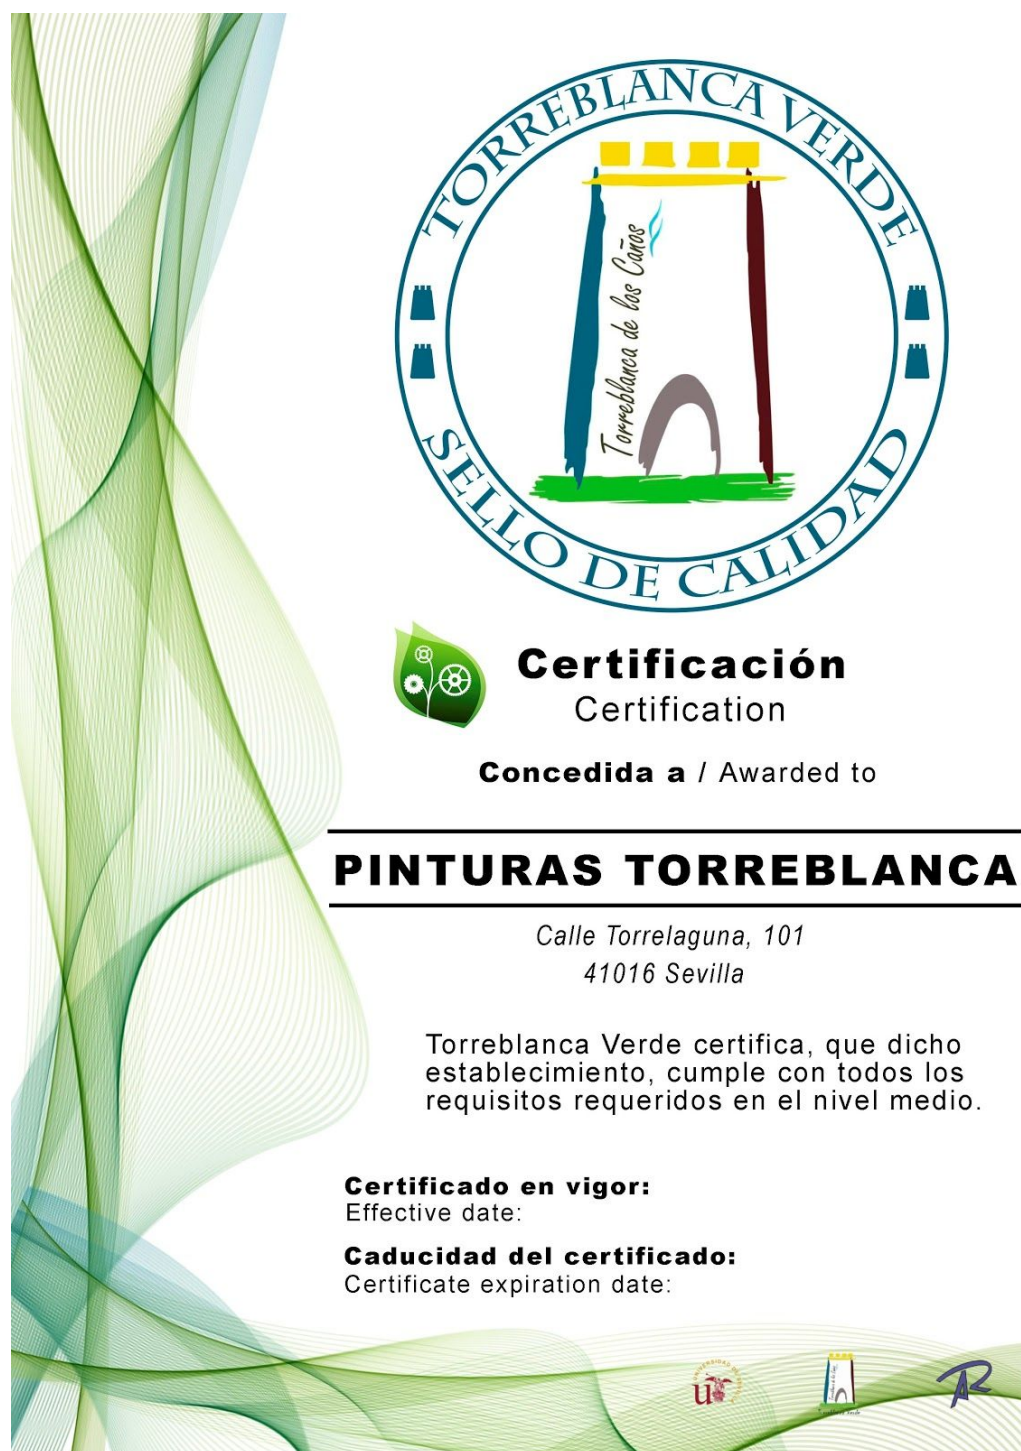 TORREBLANCA VERDE
Torreblanca de los Caños
SELLO DE CALIDAD
Certificación
Certification
Concedida a / Awarded to
PINTURAS TORREBLANCA
Calle Torrelaguna, 101
41016 Sevilla
Torreblanca Verde certifica, que dicho
establecimiento, cumple con todos los
requisitos requeridos en el nivel medio.
Certificado en vigor:
Effective date:
Caducidad del certificado:
Certificate expiration date: